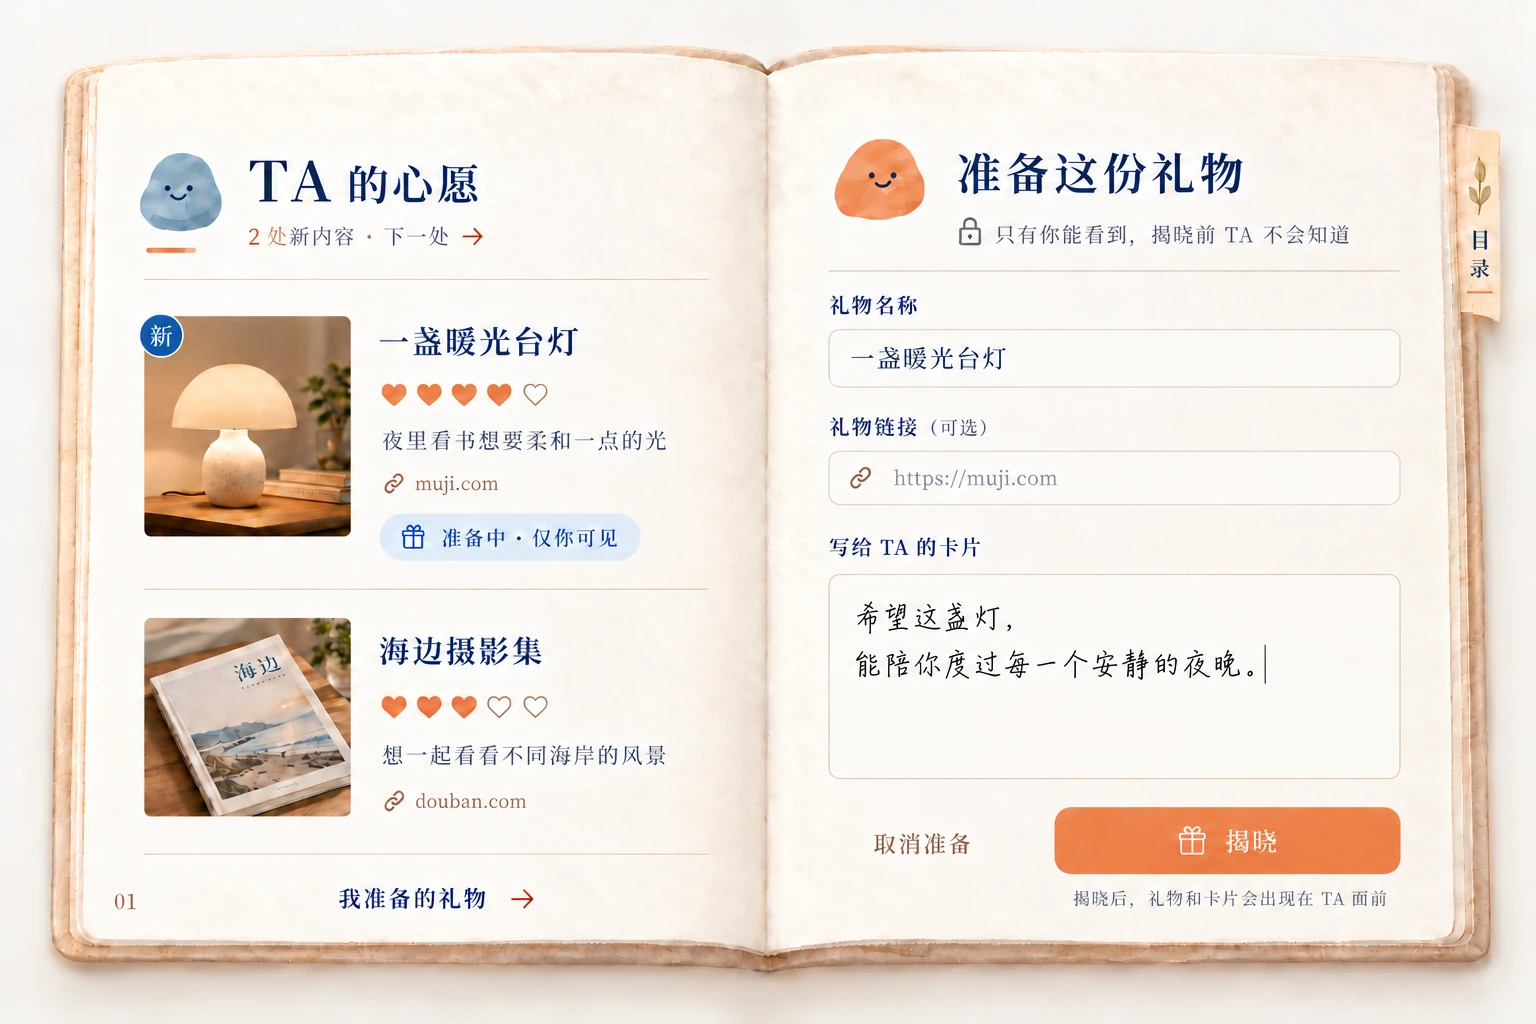 TA 的心愿
2 处新内容 · 下一处 →
新
一盏暖光台灯
夜里看书想要柔和一点的光
muji.com
准备中 · 仅你可见
海边
海边摄影集
想一起看看不同海岸的风景
douban.com
01
我准备的礼物 →
准备这份礼物
只有你能看到，揭晓前 TA 不会知道
礼物名称
一盏暖光台灯
礼物链接（可选）
https://muji.com
写给 TA 的卡片
希望这盏灯，
能陪你度过每一个安静的夜晚。
取消准备
揭晓
揭晓后，礼物和卡片会出现在 TA 面前
目录